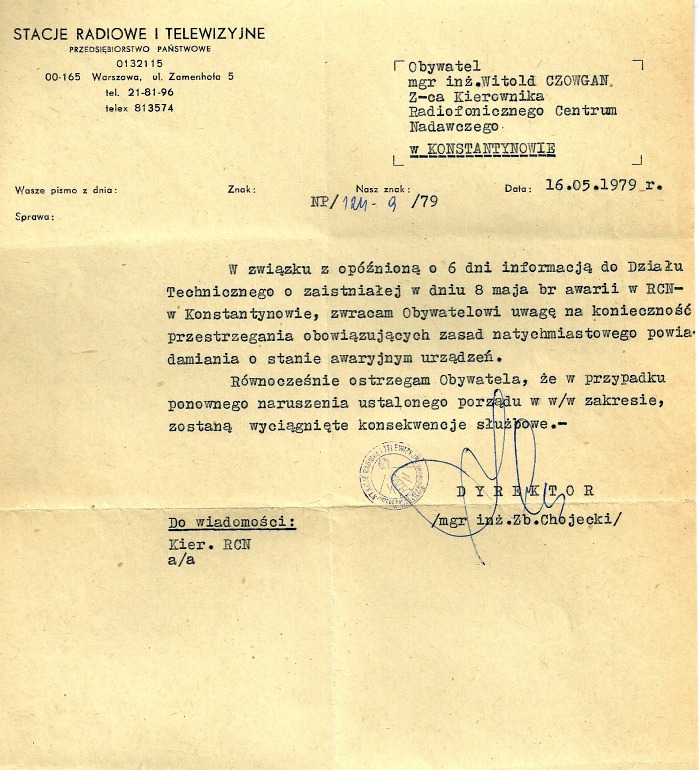 STACJE RADIOWE I TELEWIZYJNE
PRZEDSIĘBIORSTWO PAŃSTWOWE
0132115
00-165 Warszawa, ul. Zamenhofa 5
tel. 21-81-96
telex 813574
Obywatel
mgr inż.Witold CZOWGAN
Z-ca Kierownika
Radiofonicznego Centrum
Nadawczego
w KONSTANTYNOWIE
Wasze pismo z dnia: Znak: Nasz znak: Data: 16.05.1979 r.
NP/124-9/79
Sprawa:
W związku z opóźnioną o 6 dni informacją do Działu
Technicznego o zaistniałej w dniu 8 maja br awarii w RCN-
w Konstantynowie, zwracam Obywatelowi uwagę na konieczność
przestrzegania obowiązujących zasad natychmiastowego powia-
damiania o stanie awaryjnym urządzeń.
Równocześnie ostrzegam Obywatela, że w przypadku
ponownego naruszenia ustalonego porządu w w/w zakresie,
zostaną wyciągnięte konsekwencje służbowe.-
DYREKTOR
/mgr inż.Zb.Chojecki/
Do wiadomości:
Kier. RCN
a/a